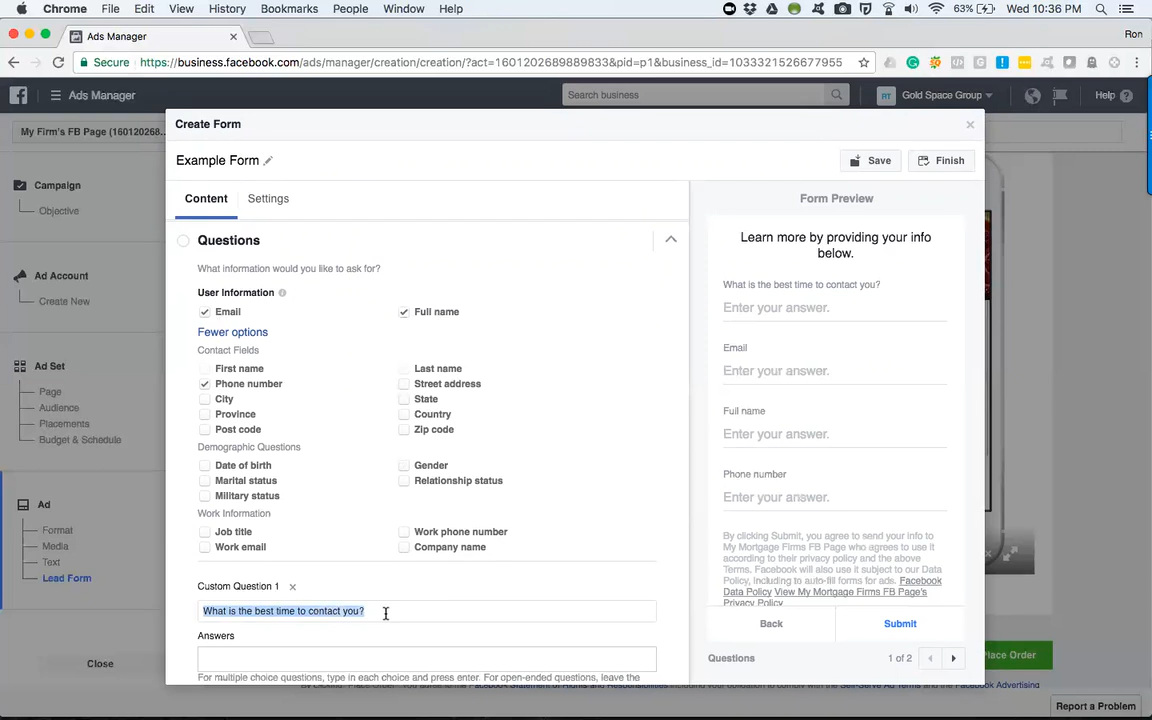 Chrome File Edit View History Bookmarks People Window Help 63% Wed 10:36 PM
Ads Manager Ron
Secure https://business.facebook.com/ads/manager/creation/creation/?act=1601202689889833&pid=p1&business_id=1033321526677955
Ads Manager Search business RT Gold Space Group Help
My Firm's FB Page (160120268...
Create Form
Example Form Save Finish
Campaign
Objective
Ad Account
Create New
Ad Set
Page
Audience
Placements
Budget & Schedule
Ad
Format
Media
Text
Lead Form
Close
Content Settings
Questions
What information would you like to ask for?
User Information
Email Full name
Fewer options
Contact Fields
First name Last name
Phone number Street address
City State
Province Country
Post code Zip code
Demographic Questions
Date of birth Gender
Marital status Relationship status
Military status
Work Information
Job title Work phone number
Work email Company name
Custom Question 1
What is the best time to contact you?
Answers
For multiple choice questions, type in each choice and press enter. For open-ended questions, leave the
Form Preview
Learn more by providing your info
below.
What is the best time to contact you?
Enter your answer.
Email
Enter your answer.
Full name
Enter your answer.
Phone number
Enter your answer.
By clicking Submit, you agree to send your info to
My Mortgage Firms FB Page who agrees to use it
according to their privacy policy and the above
Terms. Facebook will also use it subject to our Data
Policy, including to auto-fill forms for ads. Facebook
Data Policy View My Mortgage Firms FB Page's
Privacy Policy
Back Submit
Questions 1 of 2
Place Order
Report a Problem